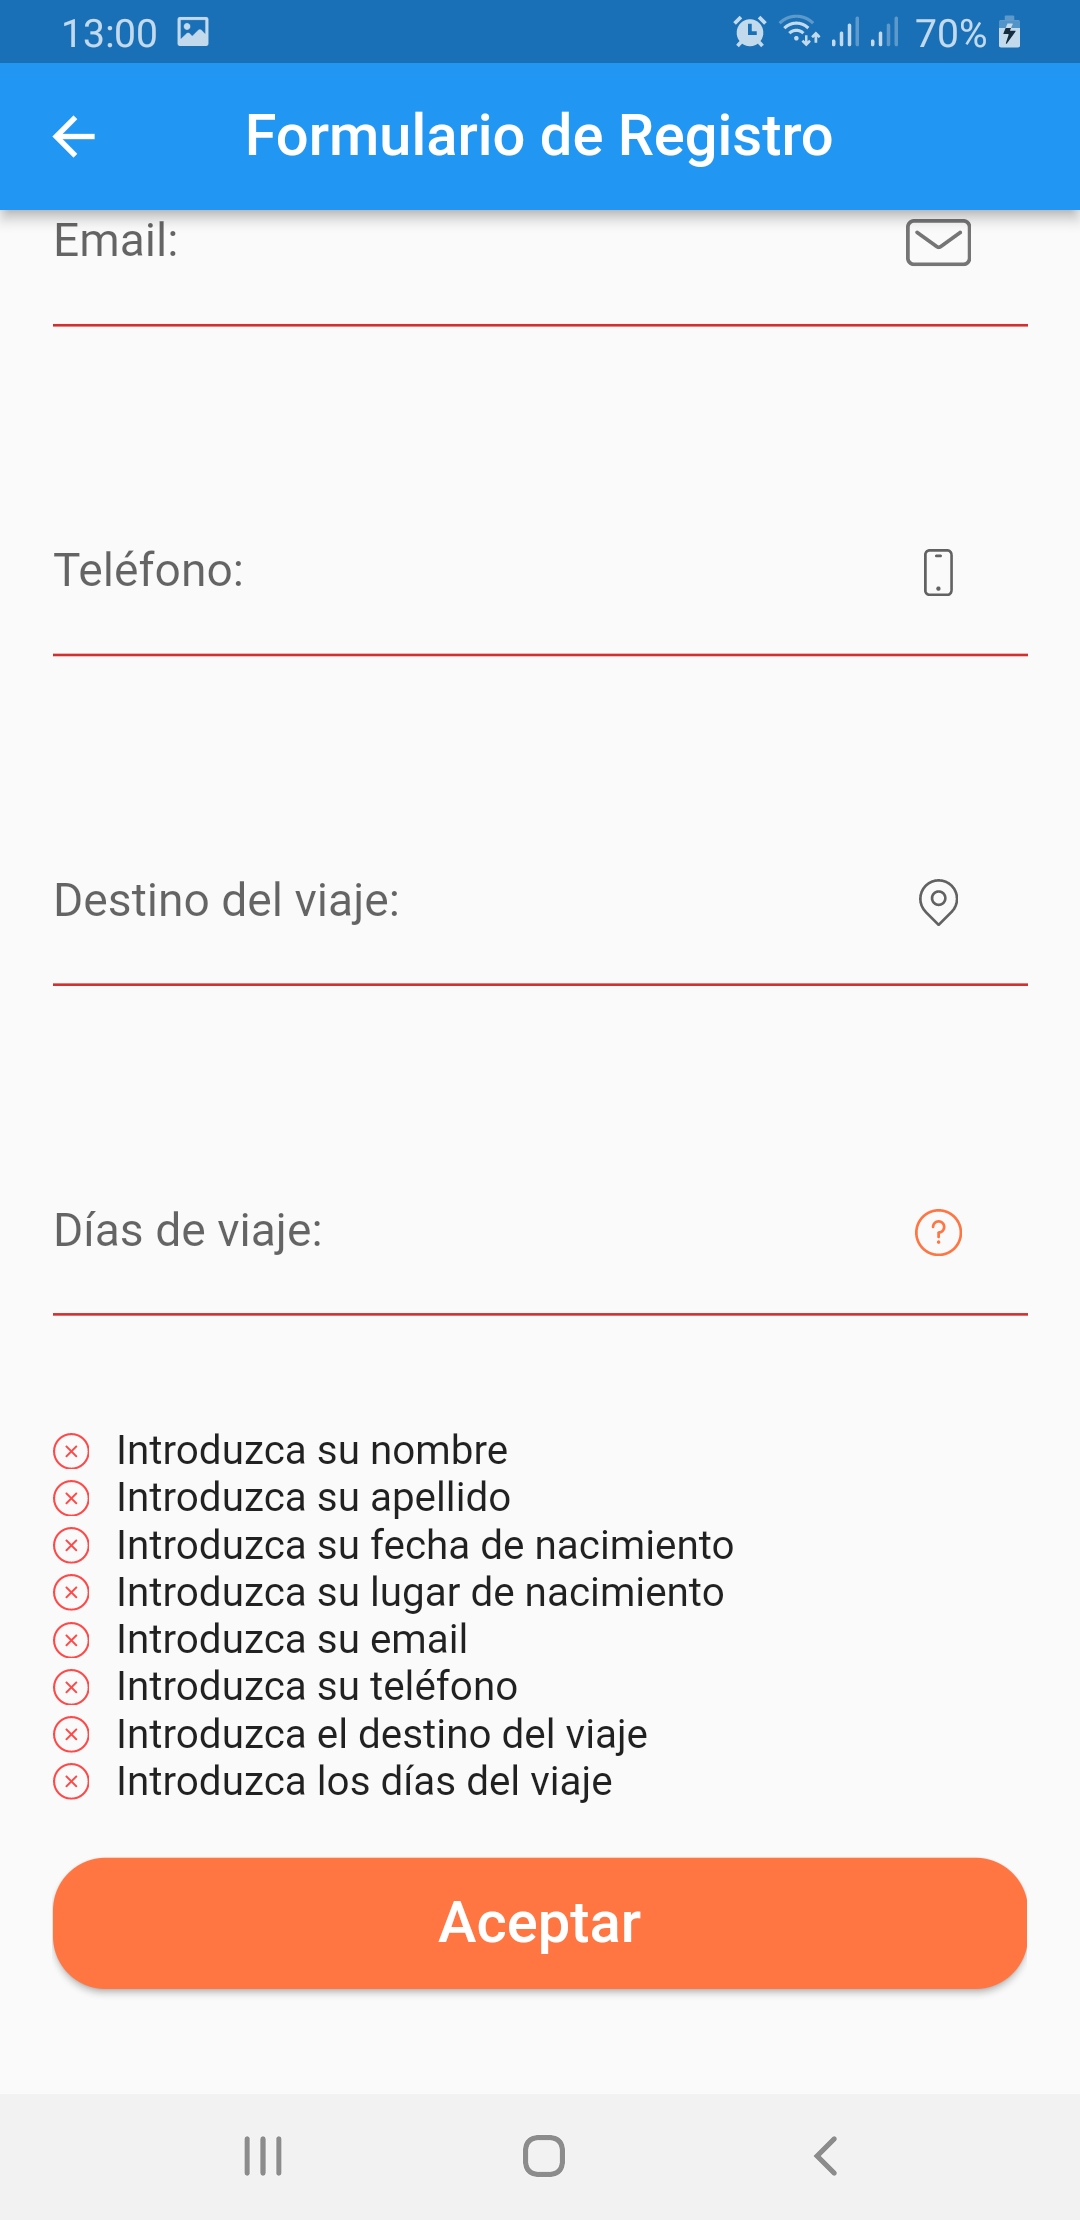 13:00
70%
Formulario de Registro
Email:
Teléfono:
Destino del viaje:
Días de viaje:
?
Introduzca su nombre
Introduzca su apellido
Introduzca su fecha de nacimiento
Introduzca su lugar de nacimiento
Introduzca su email
Introduzca su teléfono
Introduzca el destino del viaje
Introduzca los días del viaje
Aceptar